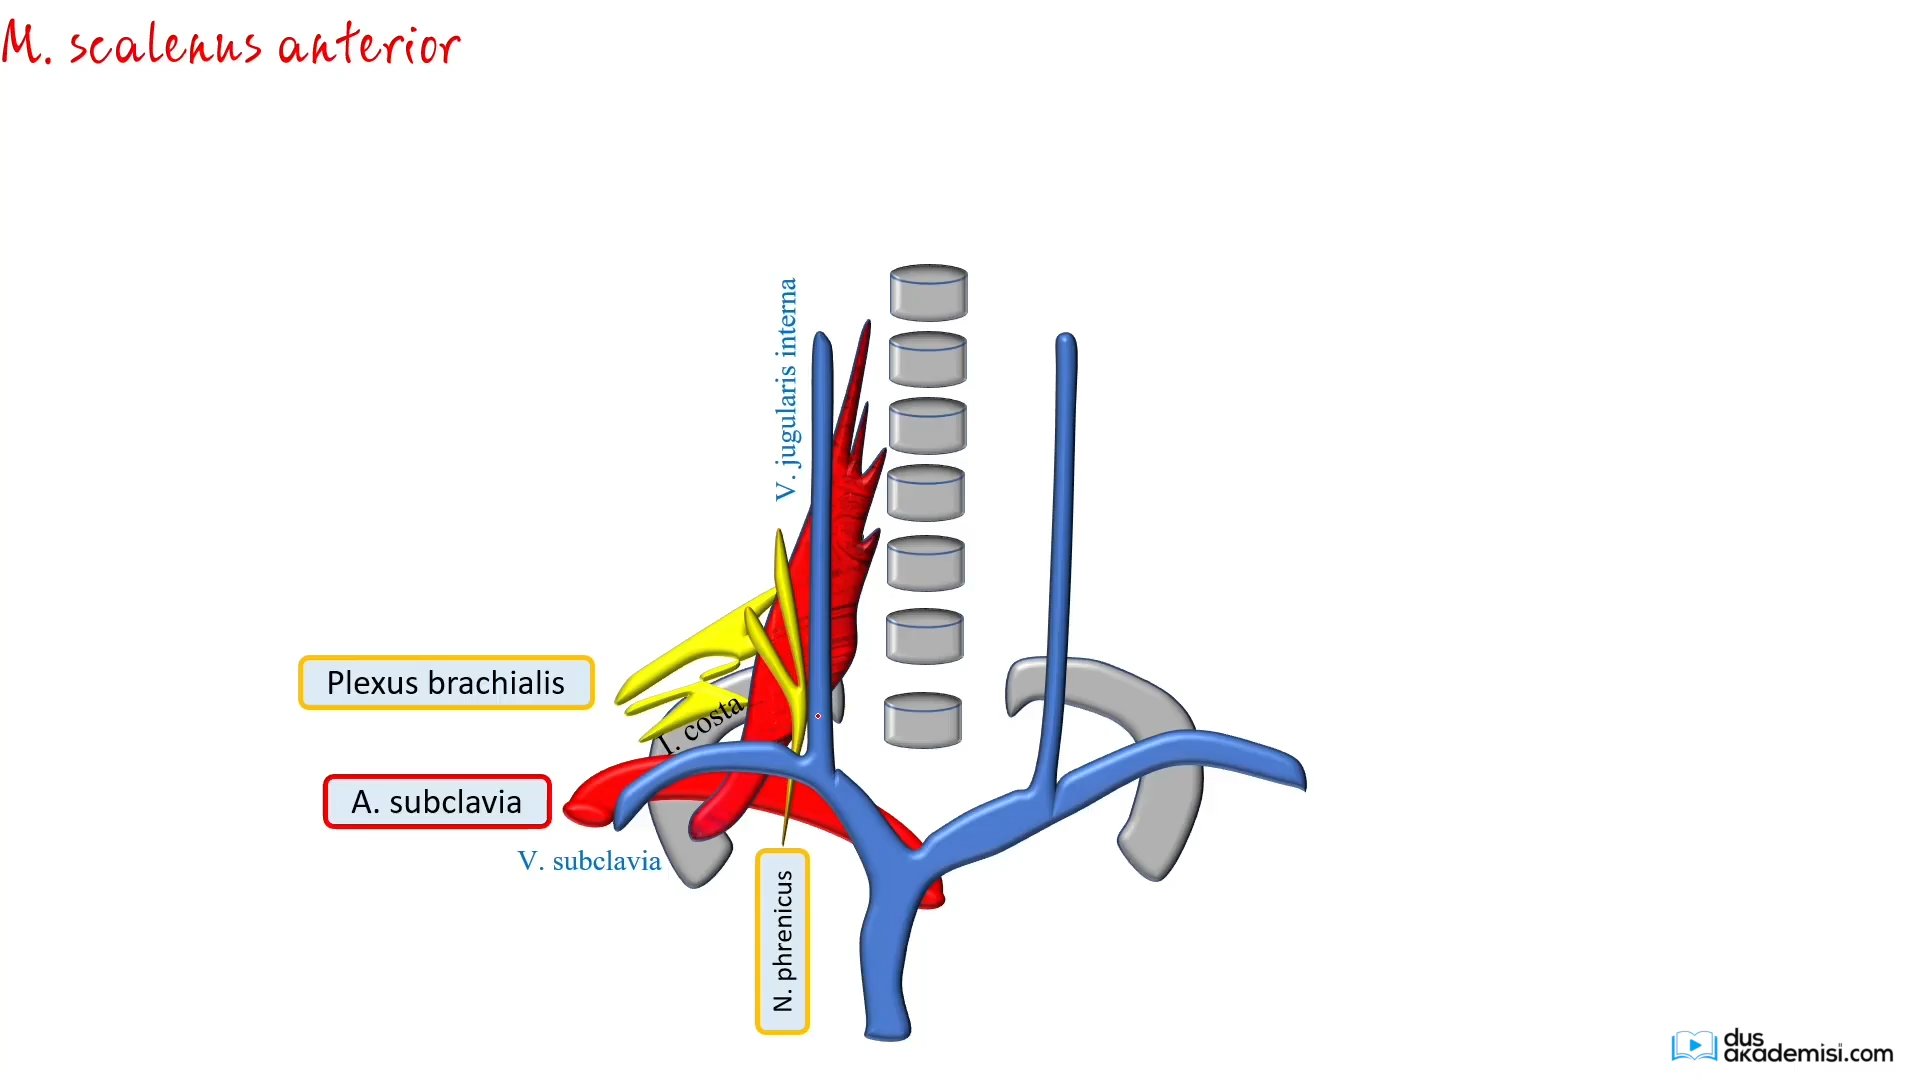 M. scalenus anterior
V. jugularis interna
Plexus brachialis
I. costa
A. subclavia
V. subclavia
N. phrenicus
dus
akademisi.com